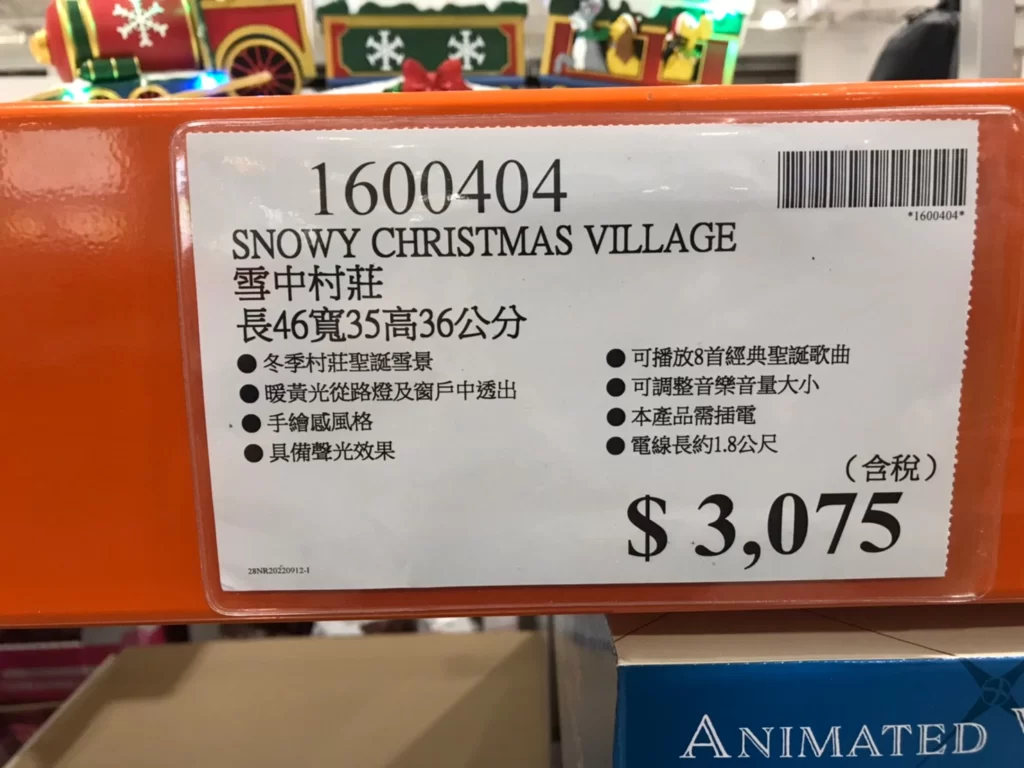 1600404
*1600404*
SNOWY CHRISTMAS VILLAGE
雪中村莊
長46寬35高36公分
● 冬季村莊聖誕雪景
● 暖黃光從路燈及窗戶中透出
● 手繪感風格
● 具備聲光效果
● 可播放8首經典聖誕歌曲
● 可調整音樂音量大小
● 本產品需插電
● 電線長約1.8公尺
（含稅）
$ 3,075
28NR20220912-1
ANIMATED